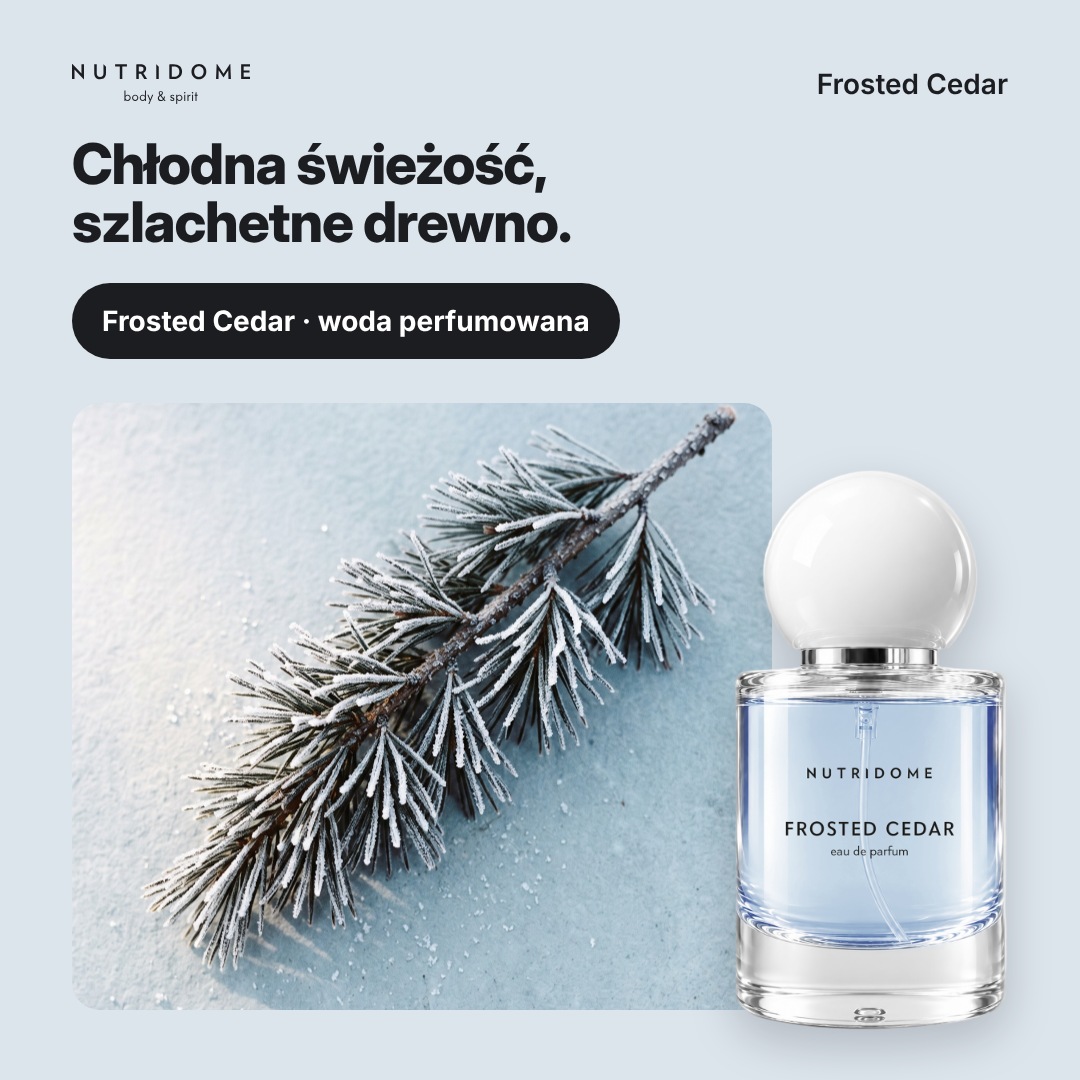 NUTRIDOME
body & spirit
Frosted Cedar
Chłodna świeżość,
szlachetne drewno.
Frosted Cedar · woda perfumowana
NUTRIDOME
FROSTED CEDAR
eau de parfum